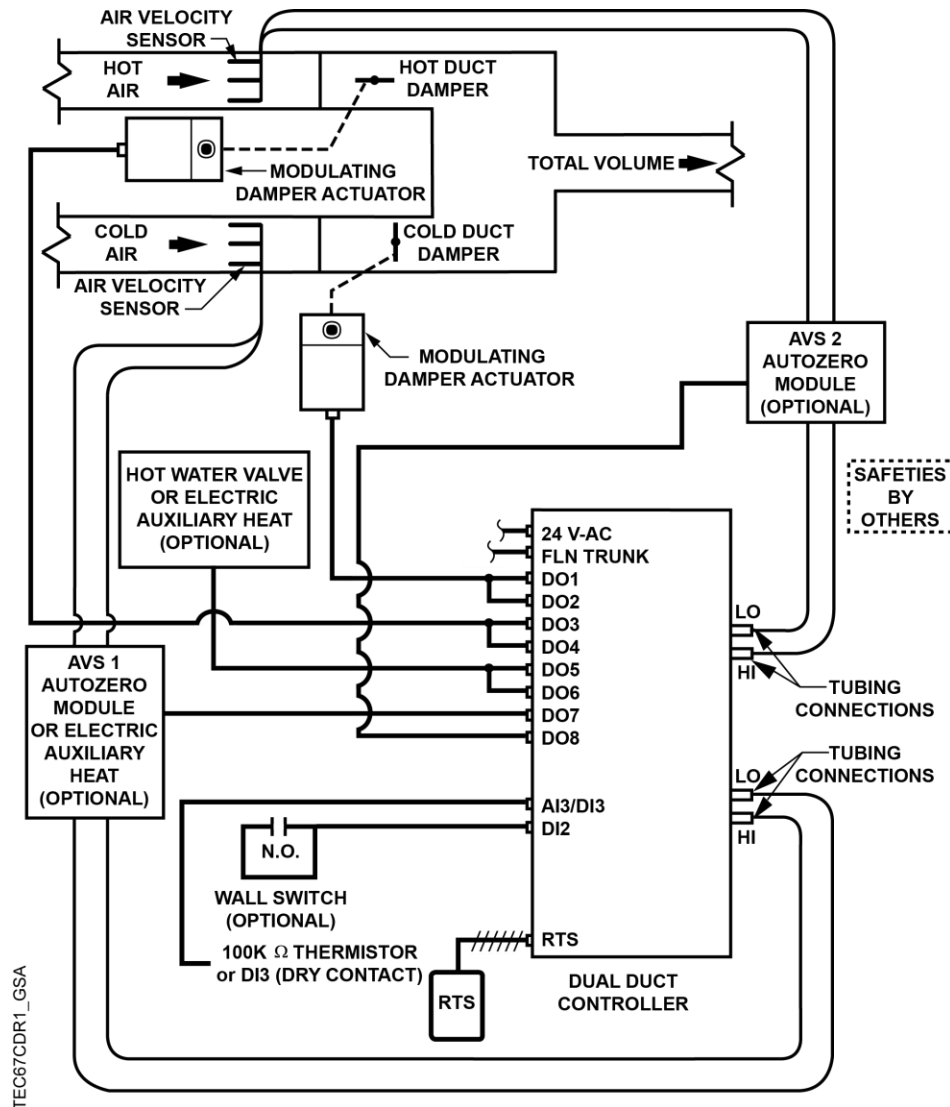 AIR VELOCITY
SENSOR
HOT
AIR
HOT DUCT
DAMPER
MODULATING
DAMPER ACTUATOR
TOTAL VOLUME
COLD
AIR
COLD DUCT
DAMPER
AIR VELOCITY
SENSOR
MODULATING
DAMPER ACTUATOR
AVS 2
AUTOZERO
MODULE
(OPTIONAL)
HOT WATER VALVE
OR ELECTRIC
AUXILIARY HEAT
(OPTIONAL)
SAFETIES
BY
OTHERS
24 V-AC
FLN TRUNK
DO1
DO2
DO3
DO4
DO5
DO6
DO7
DO8
AI3/DI3
DI2
RTS
LO
HI
TUBING
CONNECTIONS
LO
HI
TUBING
CONNECTIONS
AVS 1
AUTOZERO
MODULE
OR ELECTRIC
AUXILIARY
HEAT
(OPTIONAL)
N.O.
WALL SWITCH
(OPTIONAL)
100K Ω THERMISTOR
or DI3 (DRY CONTACT)
RTS
DUAL DUCT
CONTROLLER
TEC67CDR1_GSA